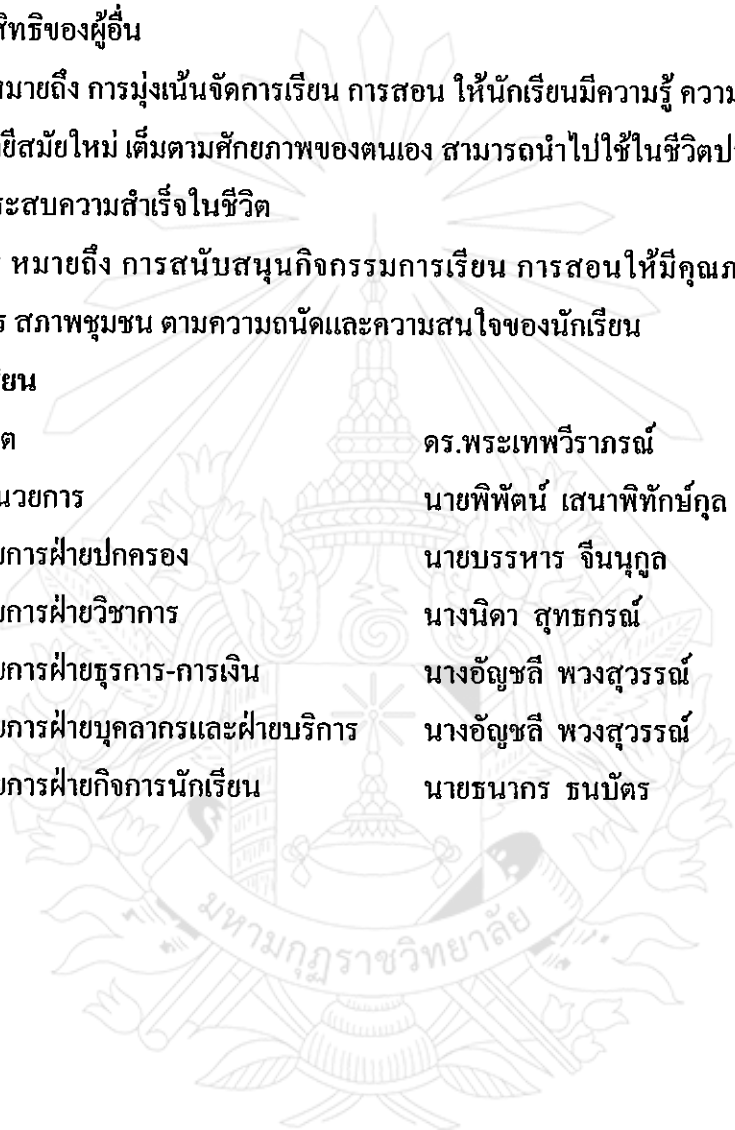 สิทธิของผู้อื่น
หมายถึง การมุ่งเน้นจัดการเรียน การสอน ให้นักเรียนมีความรู้ ความ
ยีสมัยใหม่ เต็มตามศักยภาพของตนเอง สามารถนำไปใช้ในชีวิตป
ระสบความสำเร็จในชีวิต
หมายถึง การสนับสนุนกิจกรรมการเรียน การสอนให้มีคุณภ
ร สภาพชุมชน ตามความถนัดและความสนใจของนักเรียน
ยน
ต ดร.พระเทพวีราภรณ์
นวยการ นายพิพัตน์ เสนาพิทักษ์กุล
ยการฝ่ายปกครอง นายบรรหาร จีนนุกูล
ยการฝ่ายวิชาการ นางนิดา สุทธกรณ์
ยการฝ่ายธุรการ-การเงิน นางอัญชลี พวงสุวรรณ์
ยการฝ่ายบุคลากรและฝ่ายบริการ นางอัญชลี พวงสุวรรณ์
ยการฝ่ายกิจการนักเรียน นายธนากร ธนบัตร
มหามกุฏราชวิทยาลัย